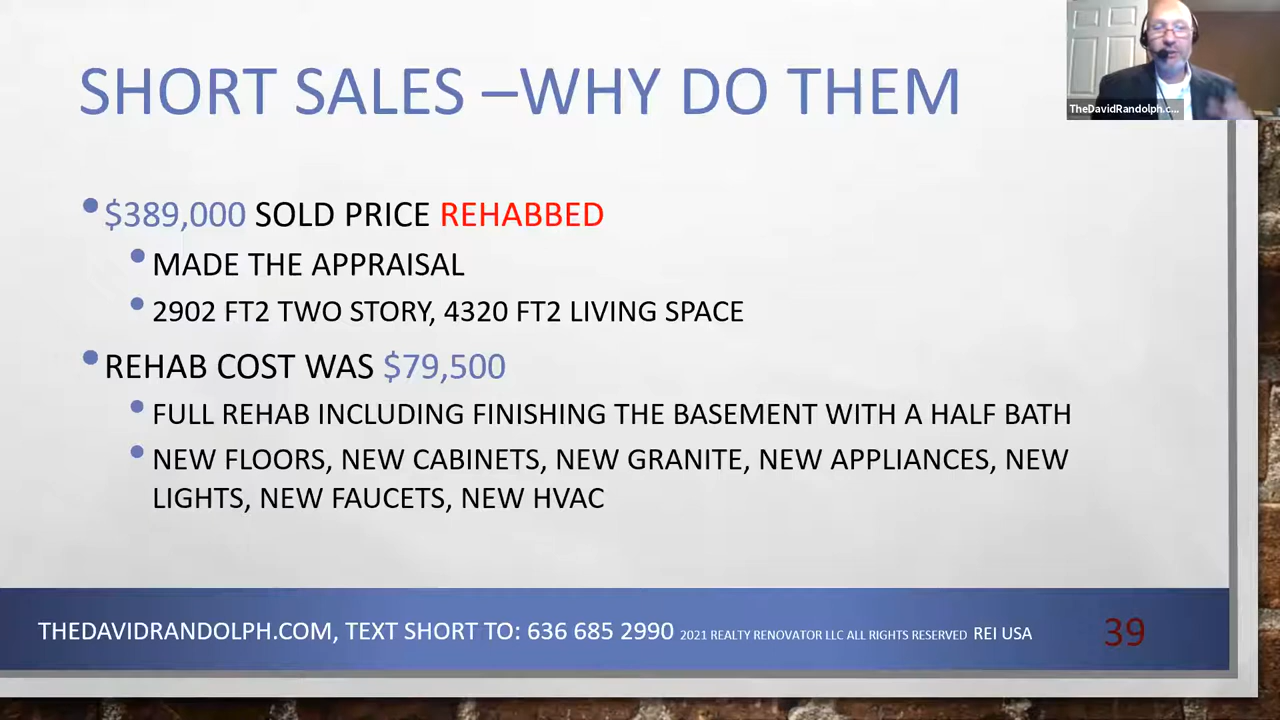 SHORT SALES –WHY DO THEM
TheDavidRandolph.c...
•$389,000 SOLD PRICE REHABBED
•MADE THE APPRAISAL
•2902 FT2 TWO STORY, 4320 FT2 LIVING SPACE
•REHAB COST WAS $79,500
•FULL REHAB INCLUDING FINISHING THE BASEMENT WITH A HALF BATH
•NEW FLOORS, NEW CABINETS, NEW GRANITE, NEW APPLIANCES, NEW
LIGHTS, NEW FAUCETS, NEW HVAC
THEDAVIDRANDOLPH.COM, TEXT SHORT TO: 636 685 2990 2021 REALTY RENOVATOR LLC ALL RIGHTS RESERVED REI USA
39